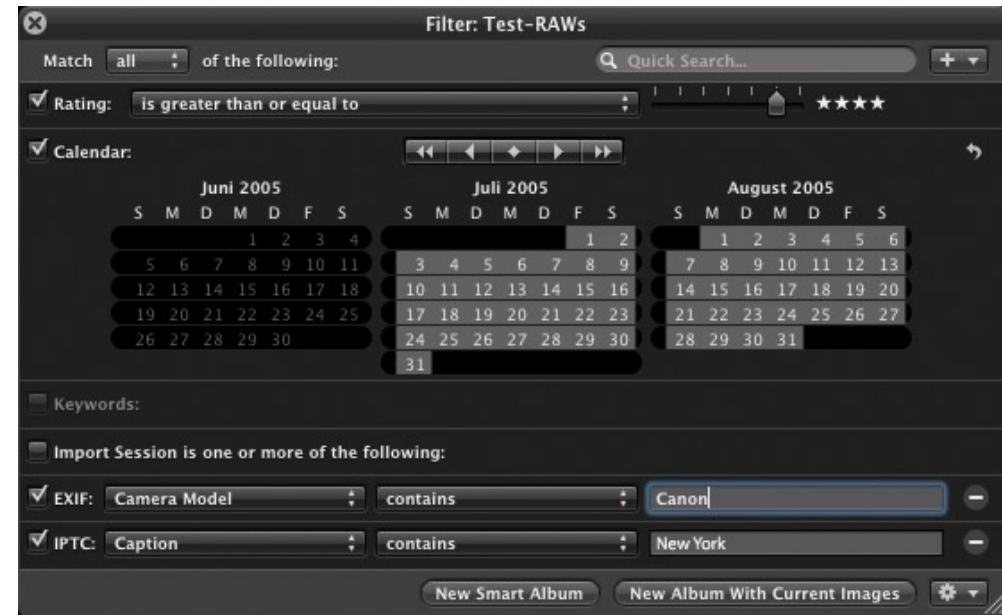 Filter: Test-RAWs
Match all of the following: Quick Search...
Rating: is greater than or equal to ★★★★
Calendar:
Juni 2005 Juli 2005 August 2005
S M D M D F S S M D M D F S S M D M D F S
1 2 3 4 1 2 1 2 3 4 5 6
5 6 7 8 9 10 11 3 4 5 6 7 8 9 7 8 9 10 11 12 13
12 13 14 15 16 17 18 10 11 12 13 14 15 16 14 15 16 17 18 19 20
19 20 21 22 23 24 25 17 18 19 20 21 22 23 21 22 23 24 25 26 27
26 27 28 29 30 24 25 26 27 28 29 30 28 29 30 31
31
Keywords:
Import Session is one or more of the following:
EXIF: Camera Model contains Canon
IPTC: Caption contains New York
New Smart Album New Album With Current Images